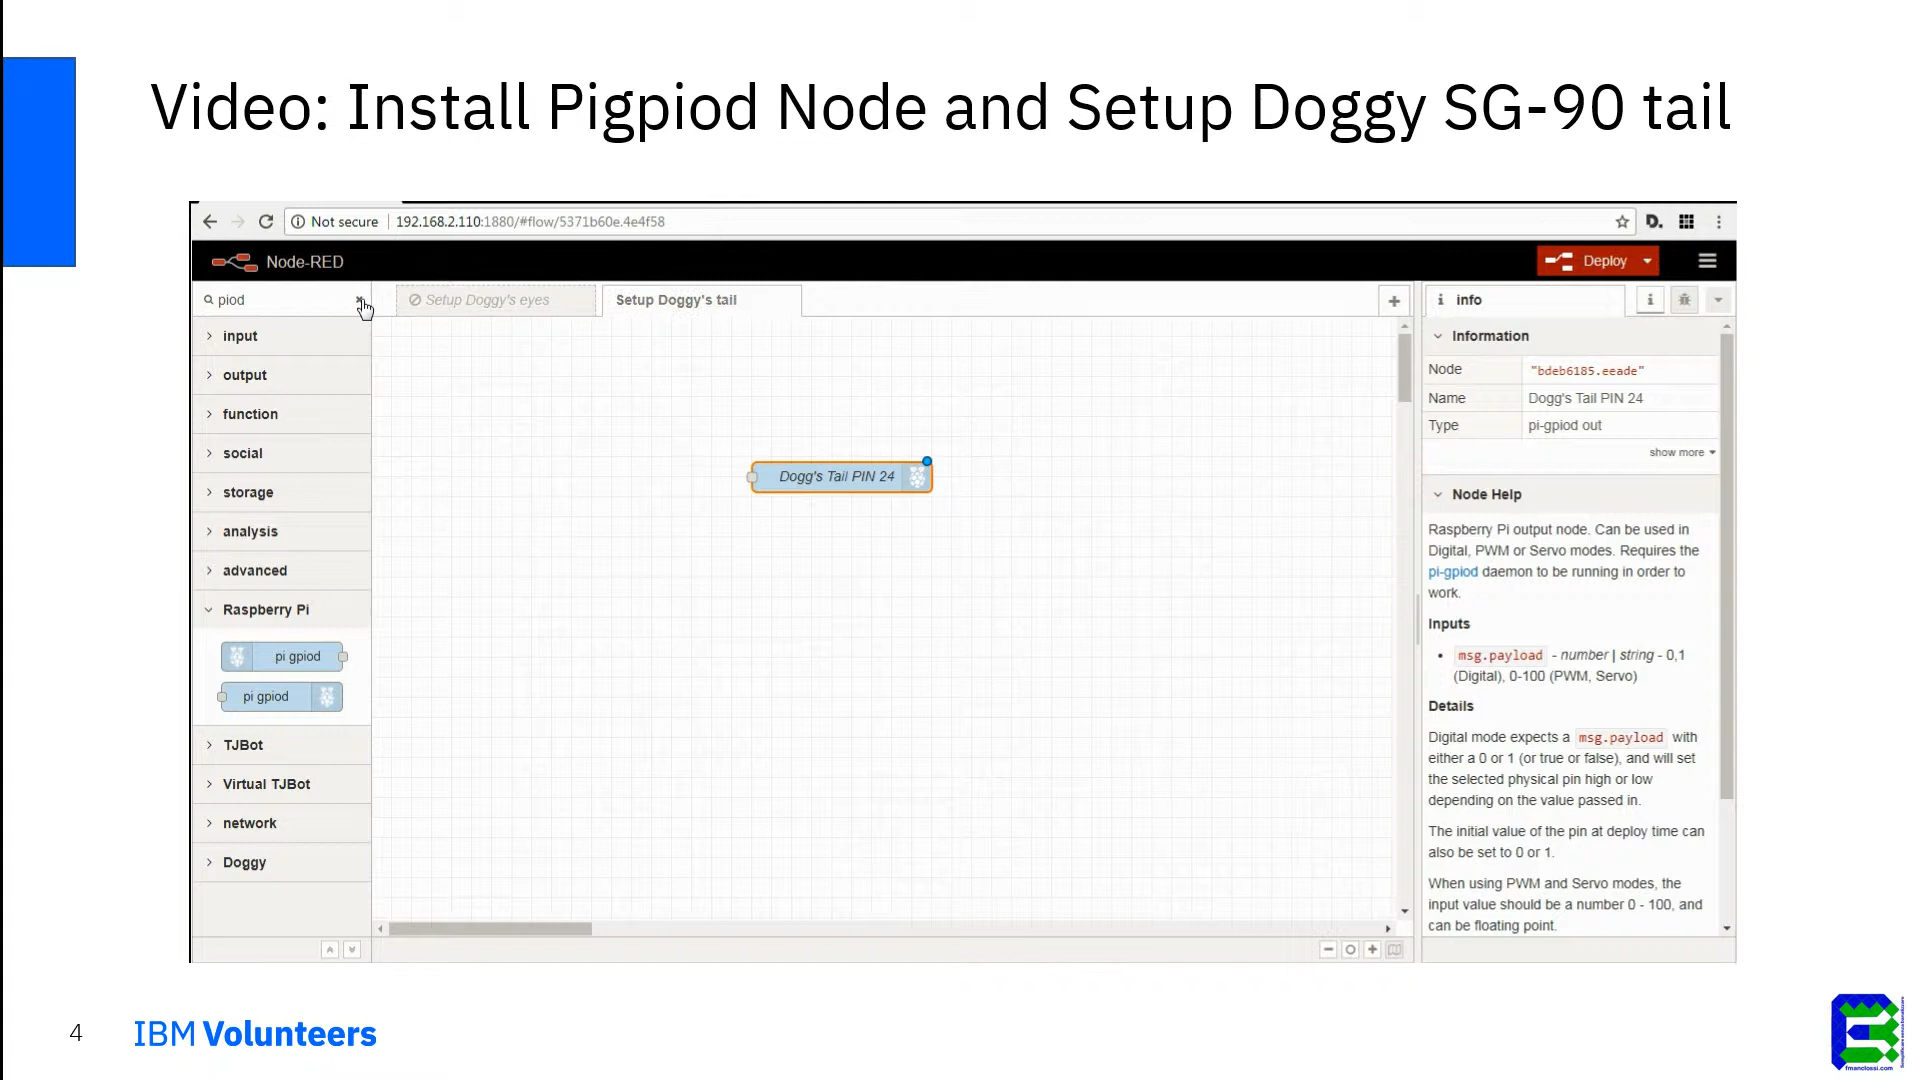 Video: Install Pigpiod Node and Setup Doggy SG-90 tail
Not secure
192.168.2.110:1880/#flow/5371b60e.4e4f58
Node-RED
Deploy
piod
Setup Doggy's eyes
Setup Doggy's tail
info
input
output
function
social
storage
analysis
advanced
Raspberry Pi
pi gpiod
pi gpiod
TJBot
Virtual TJBot
network
Doggy
Dogg's Tail PIN 24
Information
Node "bdeb6185.eeade"
Name Dogg's Tail PIN 24
Type pi-gpiod out
show more
Node Help
Raspberry Pi output node. Can be used in
Digital, PWM or Servo modes. Requires the
pi-gpiod daemon to be running in order to
work.
Inputs
• msg.payload - number | string - 0,1
(Digital), 0-100 (PWM, Servo)
Details
Digital mode expects a msg.payload with
either a 0 or 1 (or true or false), and will set
the selected physical pin high or low
depending on the value passed in.
The initial value of the pin at deploy time can
also be set to 0 or 1.
When using PWM and Servo modes, the
input value should be a number 0 - 100, and
can be floating point.
4
IBM Volunteers
fmanclossi.com